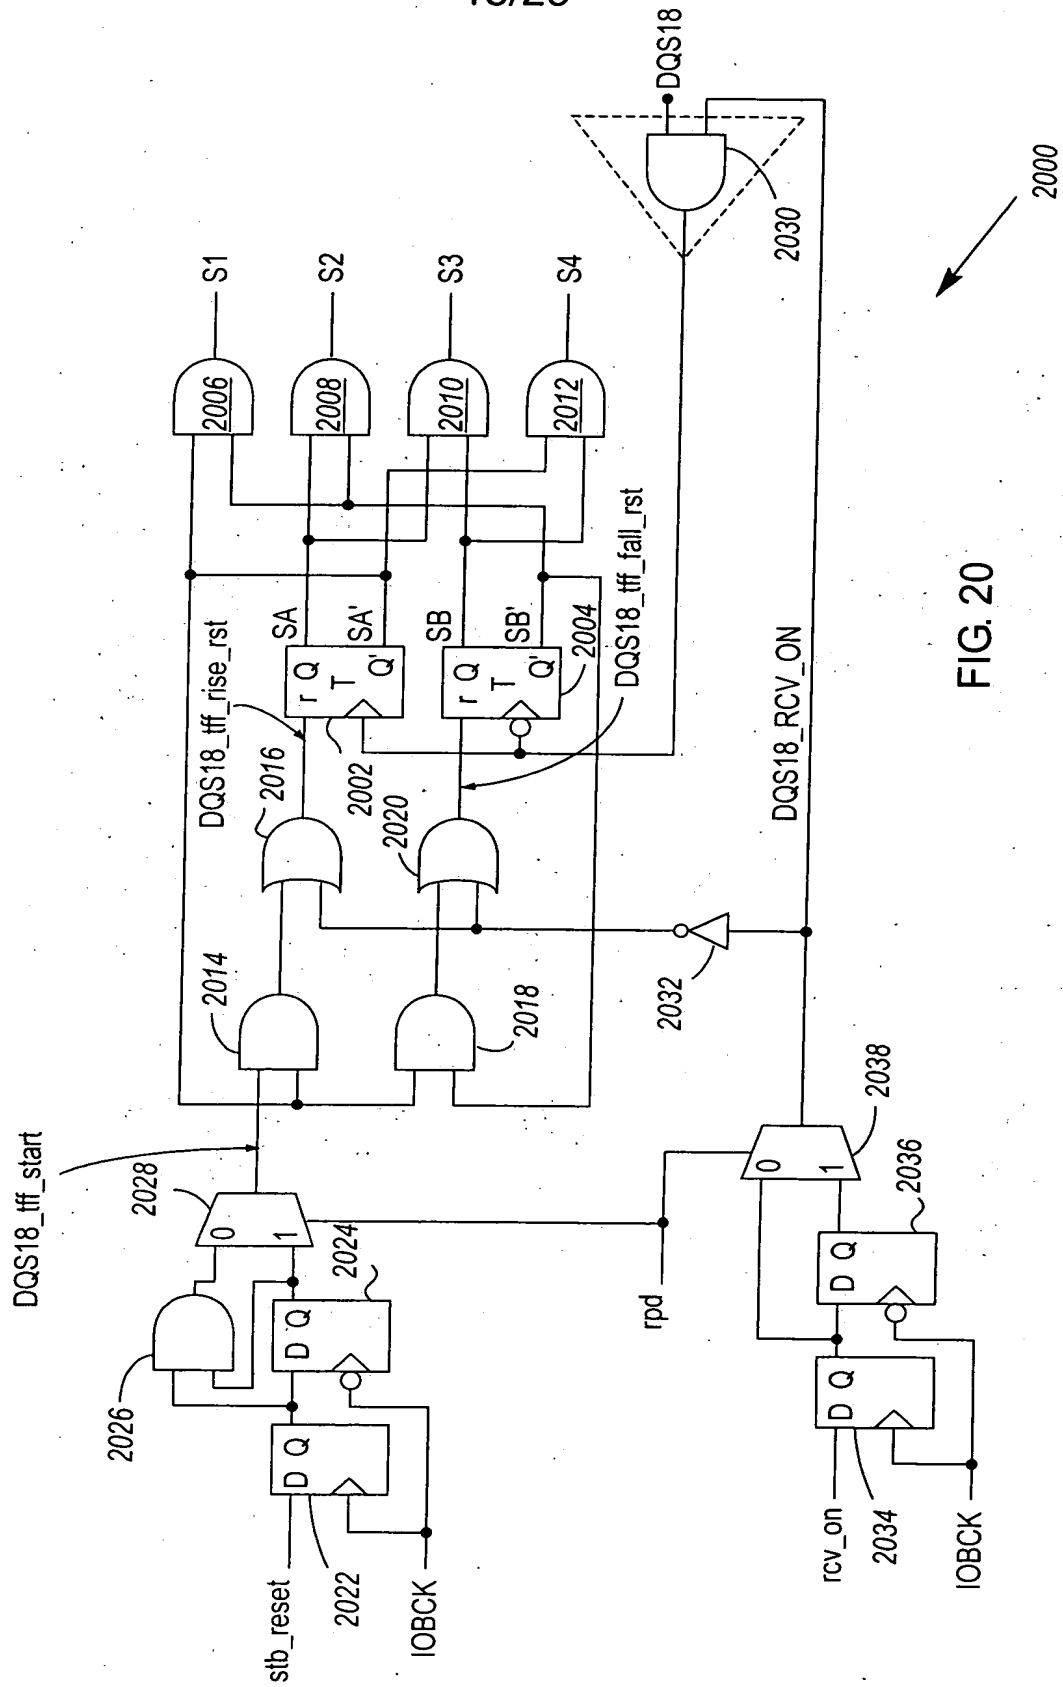 DQS18_tff_start
stb_reset
2022
IOBCK
D Q
2026
D Q
2024
0
1
2028
2014
2018
2016
2020
DQS18_tff_rise_rst
r Q
T
Q'
2002
SA
SA'
r Q
T
Q'
2004
SB
SB'
DQS18_tff_fall_rst
2006
2008
2010
2012
S1
S2
S3
S4
DQS18
2030
2032
DQS18_RCV_ON
rpd
rcv_on
2034
IOBCK
D Q
D Q
2036
0
1
2038
2000
FIG. 20